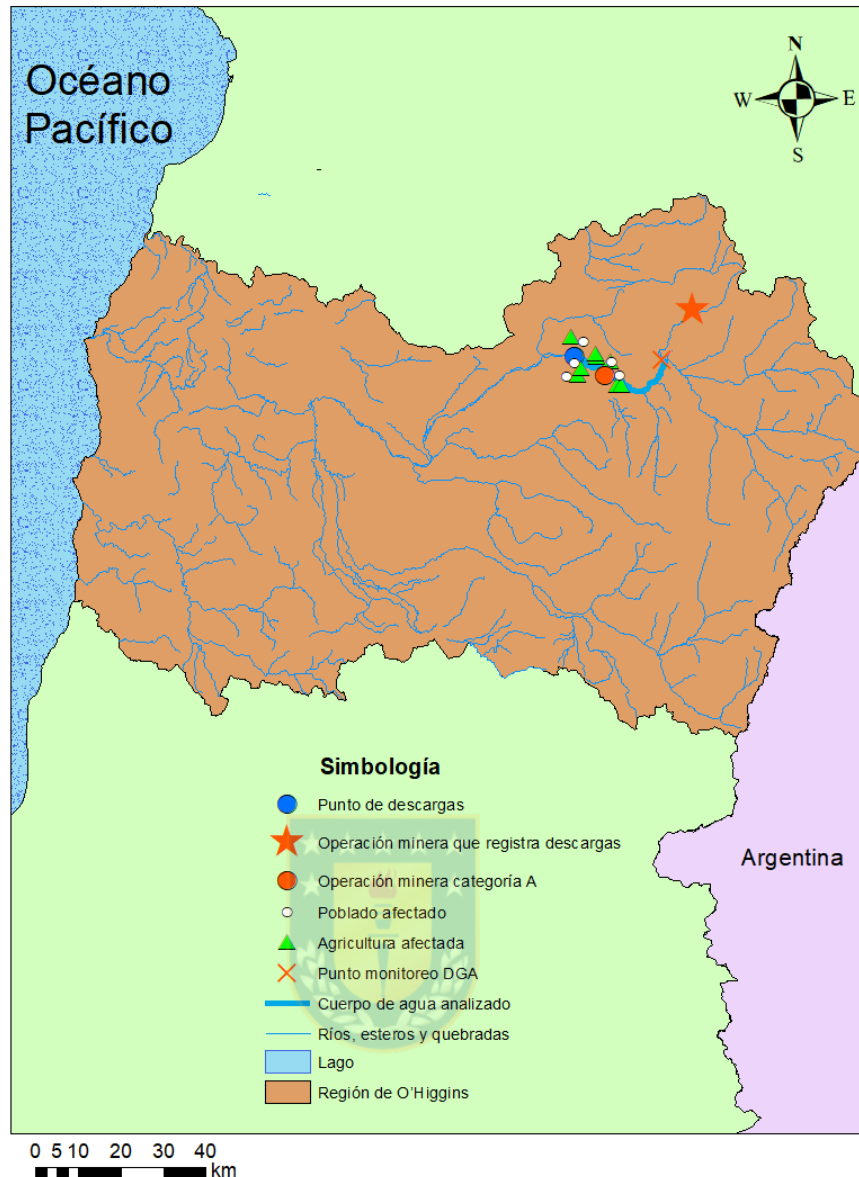 Océano
Pacífico
N
W
E
S
Argentina
Simbología
Punto de descargas
Operación minera que registra descargas
Operación minera categoría A
Poblado afectado
Agricultura afectada
Punto monitoreo DGA
Cuerpo de agua analizado
Ríos, esteros y quebradas
Lago
Región de O'Higgins
0 5 10 20 30 40
km